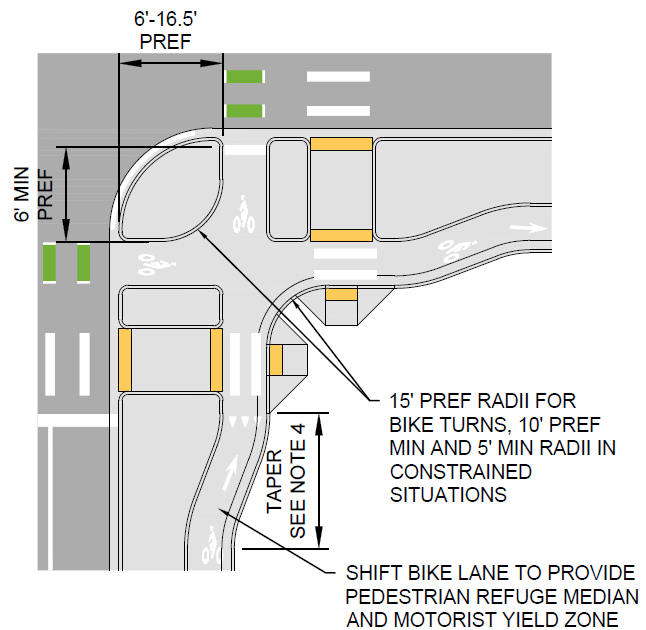 6'-16.5'
PREF
6' MIN
PREF
15' PREF RADII FOR
BIKE TURNS, 10' PREF
MIN AND 5' MIN RADII IN
CONSTRAINED
SITUATIONS
TAPER
SEE NOTE 4
SHIFT BIKE LANE TO PROVIDE
PEDESTRIAN REFUGE MEDIAN
AND MOTORIST YIELD ZONE